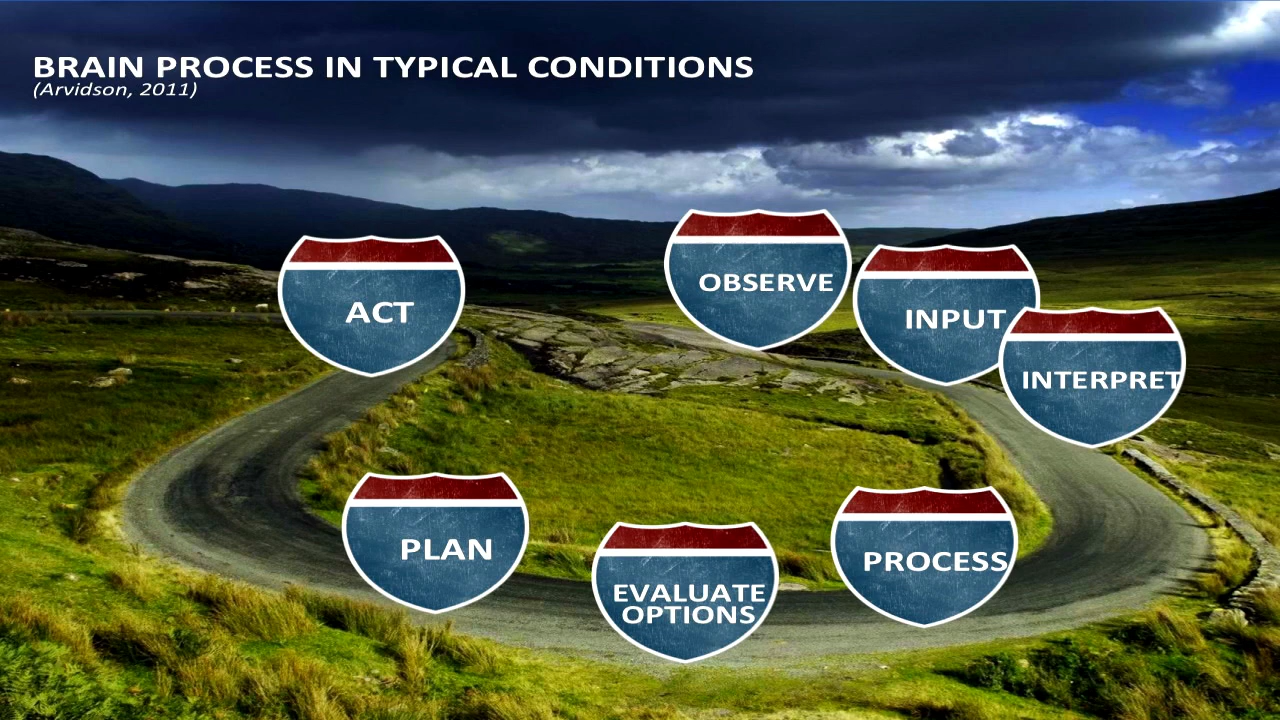 BRAIN PROCESS IN TYPICAL CONDITIONS
(Arvidson, 2011)
OBSERVE
INPUT
INTERPRET
PROCESS
EVALUATE
OPTIONS
PLAN
ACT